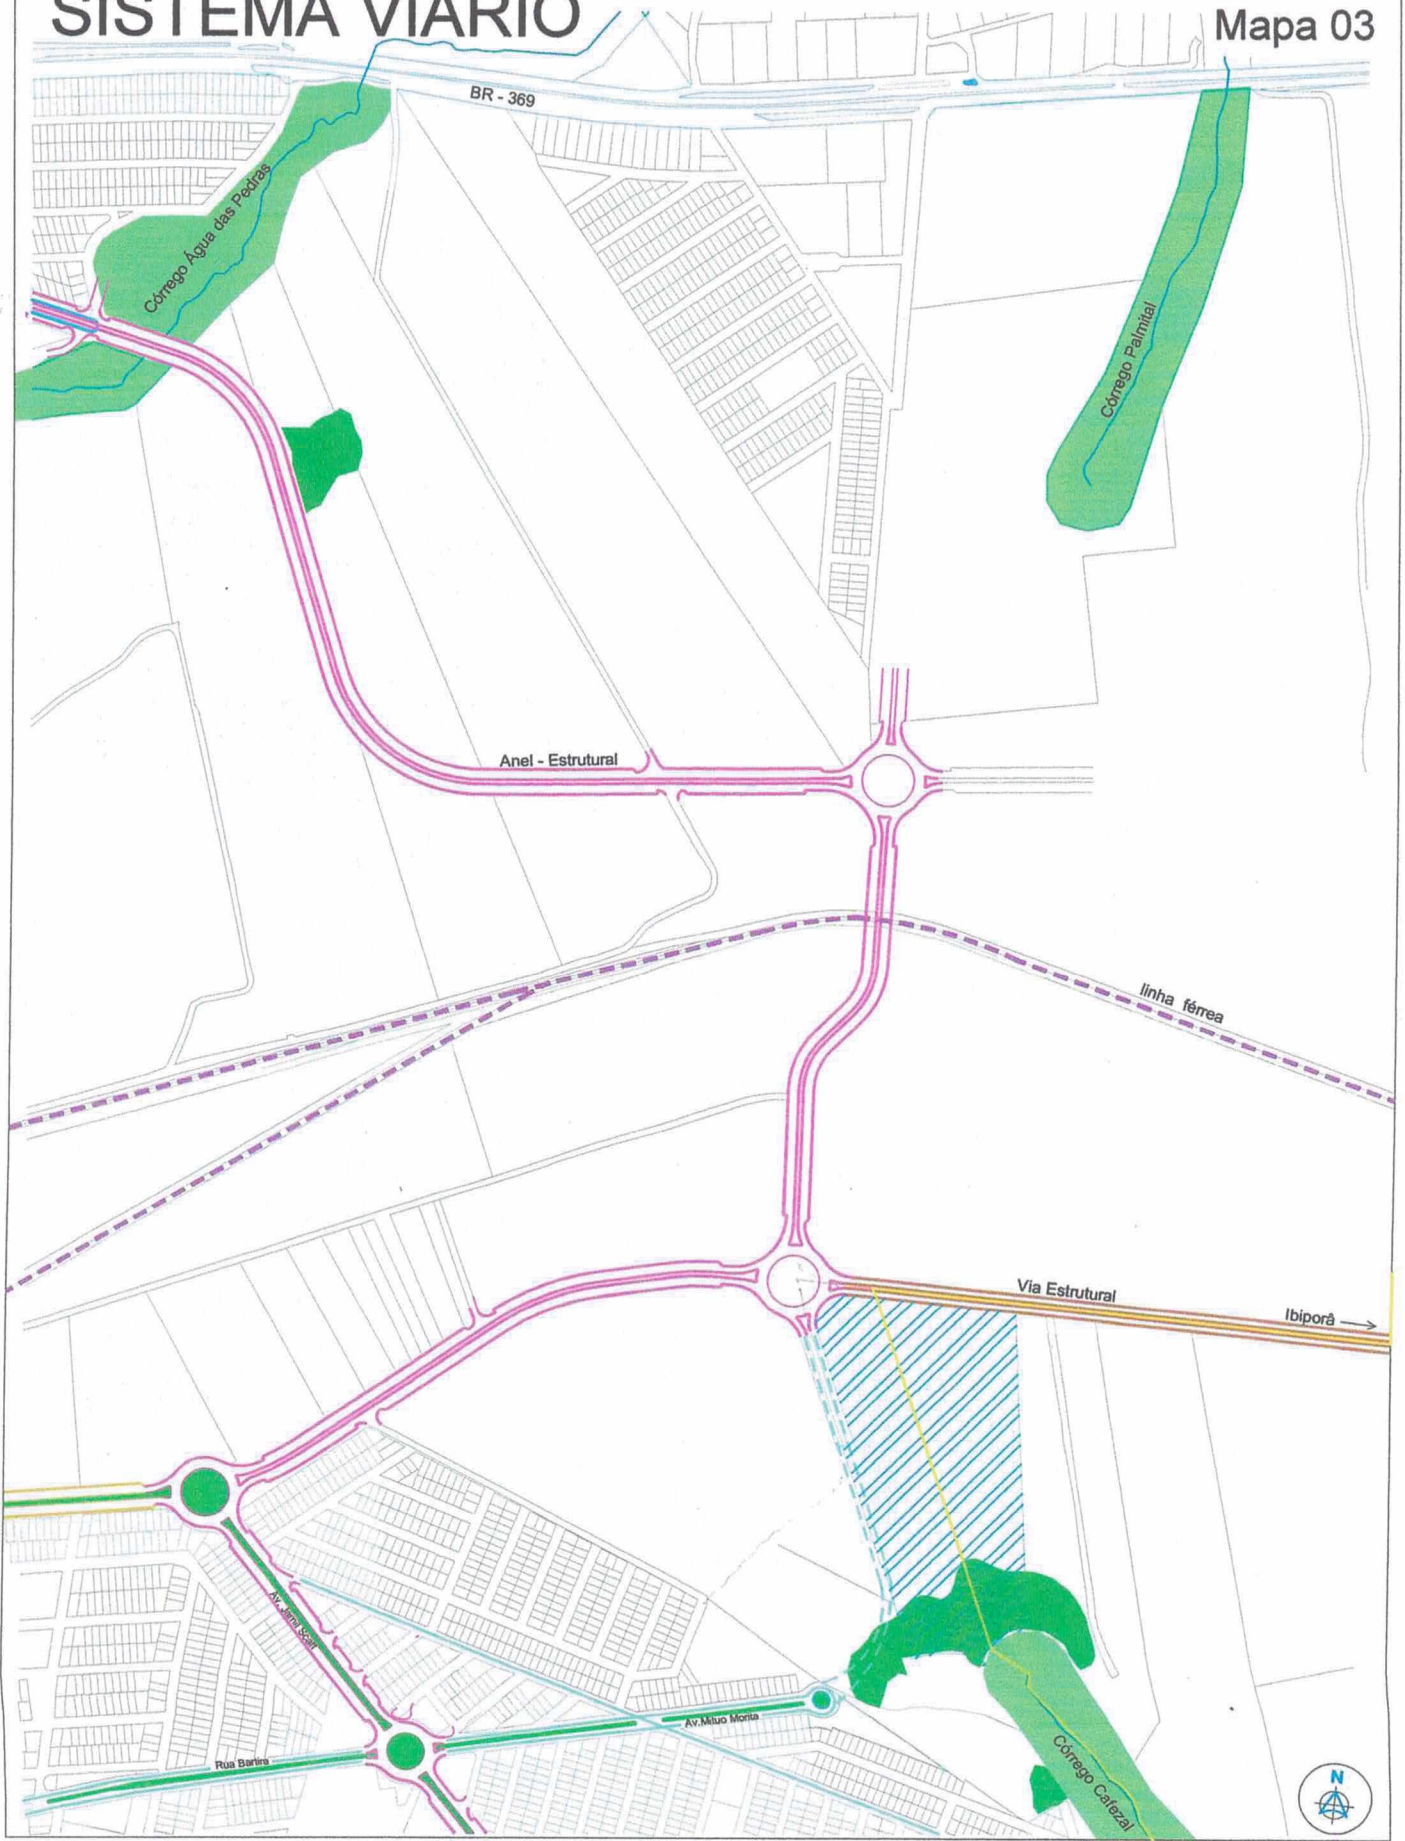 SISTEMA VIÁRIO
Mapa 03
BR - 369
Córrego Água das Pedras
Córrego Palmital
Anel - Estrutural
linha férrea
Via Estrutural
Ibiporã
Av. Jamil Scaff
Av.Mituo Morita
Rua Bartira
Córrego Cafezal
N